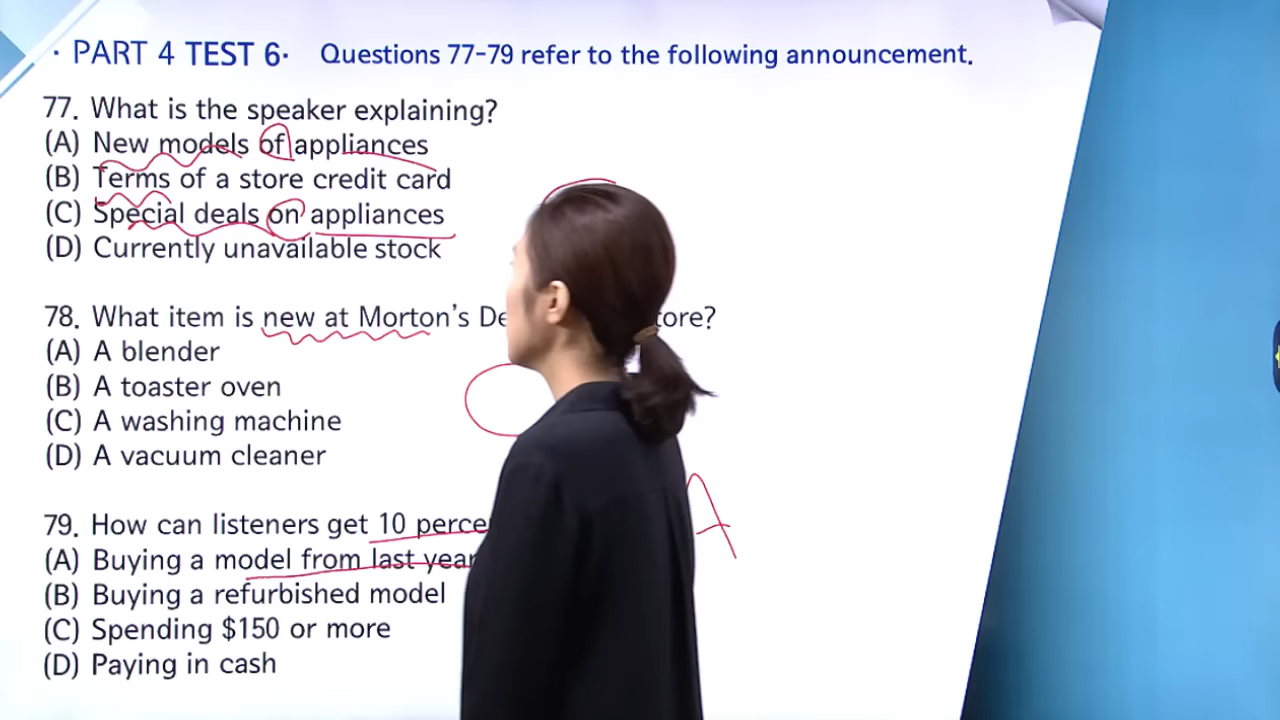 · PART 4 TEST 6· Questions 77-79 refer to the following announcement.
77. What is the speaker explaining?
(A) New models of appliances
(B) Terms of a store credit card
(C) Special deals on appliances
(D) Currently unavailable stock
78. What item is new at Morton's De ore?
(A) A blender
(B) A toaster oven
(C) A washing machine
(D) A vacuum cleaner
79. How can listeners get 10 perce
(A) Buying a model from last year
(B) Buying a refurbished model
(C) Spending $150 or more
(D) Paying in cash
A